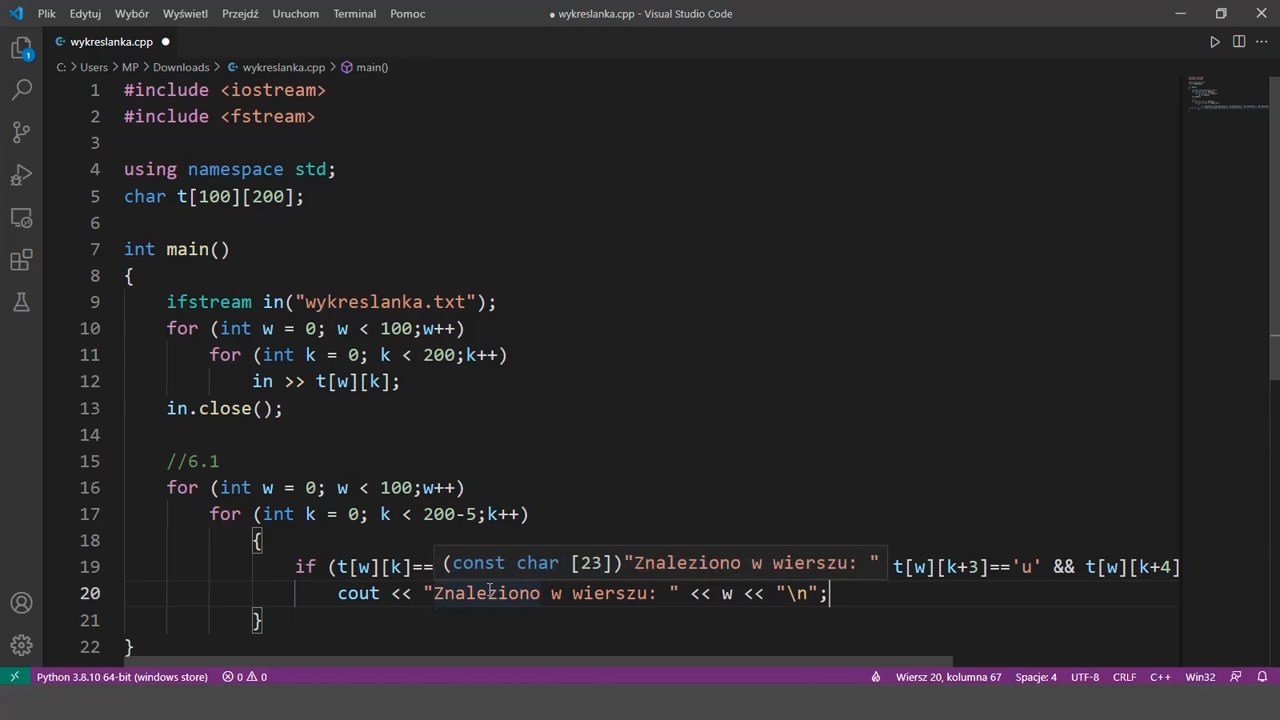 Plik Edytuj Wybór Wyświetl Przejdź Uruchom Terminal Pomoc ● wykreslanka.cpp - Visual Studio Code
wykreslanka.cpp ●
C: > Users > MP > Downloads > wykreslanka.cpp > main()
1 #include <iostream>
2 #include <fstream>
3
4 using namespace std;
5 char t[100][200];
6
7 int main()
8 {
9 ifstream in("wykreslanka.txt");
10 for (int w = 0; w < 100;w++)
11 for (int k = 0; k < 200;k++)
12 in >> t[w][k];
13 in.close();
14
15 //6.1
16 for (int w = 0; w < 100;w++)
17 for (int k = 0; k < 200-5;k++)
18 {
(const char [23])"Znaleziono w wierszu: "
19 if (t[w][k]== t[w][k+3]=='u' && t[w][k+4]
20 cout << "Znaleziono w wierszu: " << w << "\n";
21 }
22 }
1
Python 3.8.10 64-bit (windows store) 0 0 Wiersz 20, kolumna 67 Spacje: 4 UTF-8 CRLF C++ Win32